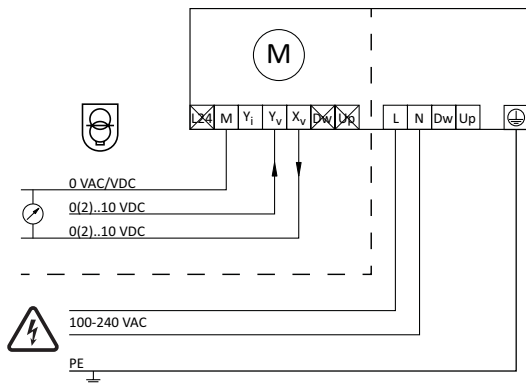 M
L24 M Yi Yv Xv Dw Up L N Dw Up
0 VAC/VDC
0(2)..10 VDC
0(2)..10 VDC
100-240 VAC
PE